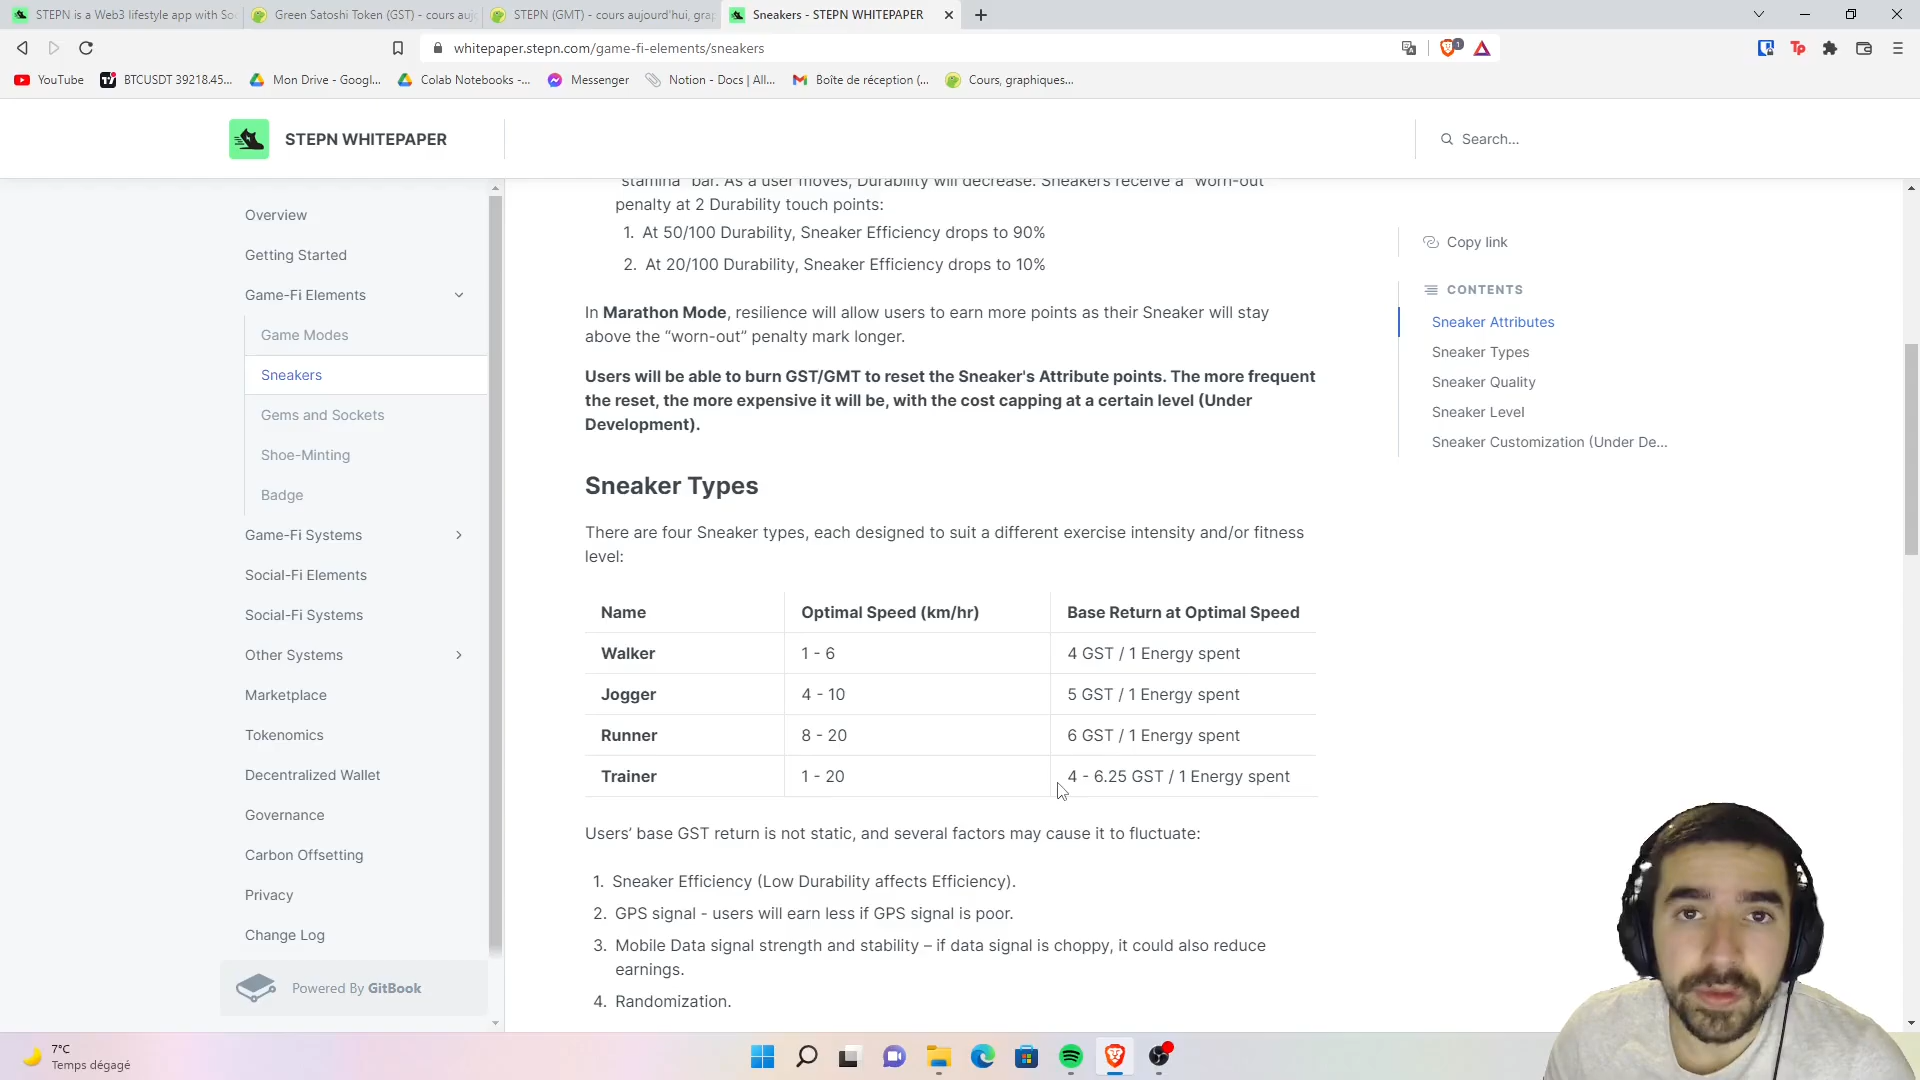 STEPN is a Web3 lifestyle app with So
Green Satoshi Token (GST) - cours auj
STEPN (GMT) - cours aujourd'hui, gra
Sneakers - STEPN WHITEPAPER
whitepaper.stepn.com/game-fi-elements/sneakers
1
Tp
YouTube
BTCUSDT 39218.45...
Mon Drive - Googl...
Colab Notebooks -...
Messenger
Notion - Docs | All...
Boîte de réception (...
Cours, graphiques...
STEPN WHITEPAPER
Search...
Overview
Getting Started
Game-Fi Elements
Game Modes
Sneakers
Gems and Sockets
Shoe-Minting
Badge
Game-Fi Systems
Social-Fi Elements
Social-Fi Systems
Other Systems
Marketplace
Tokenomics
Decentralized Wallet
Governance
Carbon Offsetting
Privacy
Change Log
Powered By GitBook
"stamina" bar. As a user moves, Durability will decrease. Sneakers receive a "worn-out"
penalty at 2 Durability touch points:
1. At 50/100 Durability, Sneaker Efficiency drops to 90%
2. At 20/100 Durability, Sneaker Efficiency drops to 10%
In Marathon Mode, resilience will allow users to earn more points as their Sneaker will stay
above the “worn-out” penalty mark longer.
Users will be able to burn GST/GMT to reset the Sneaker's Attribute points. The more frequent
the reset, the more expensive it will be, with the cost capping at a certain level (Under
Development).
Sneaker Types
There are four Sneaker types, each designed to suit a different exercise intensity and/or fitness
level:
Name Optimal Speed (km/hr) Base Return at Optimal Speed
Walker 1 - 6 4 GST / 1 Energy spent
Jogger 4 - 10 5 GST / 1 Energy spent
Runner 8 - 20 6 GST / 1 Energy spent
Trainer 1 - 20 4 - 6.25 GST / 1 Energy spent
Users’ base GST return is not static, and several factors may cause it to fluctuate:
1. Sneaker Efficiency (Low Durability affects Efficiency).
2. GPS signal - users will earn less if GPS signal is poor.
3. Mobile Data signal strength and stability – if data signal is choppy, it could also reduce
earnings.
4. Randomization.
Copy link
CONTENTS
Sneaker Attributes
Sneaker Types
Sneaker Quality
Sneaker Level
Sneaker Customization (Under De...
7°C
Temps dégagé